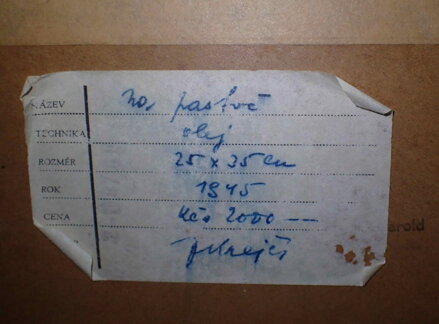 NÁZEV Na pastvě
TECHNIKA olej
ROZMĚR 25 x 35 cm
ROK 1945
CENA Kčs 2000 —